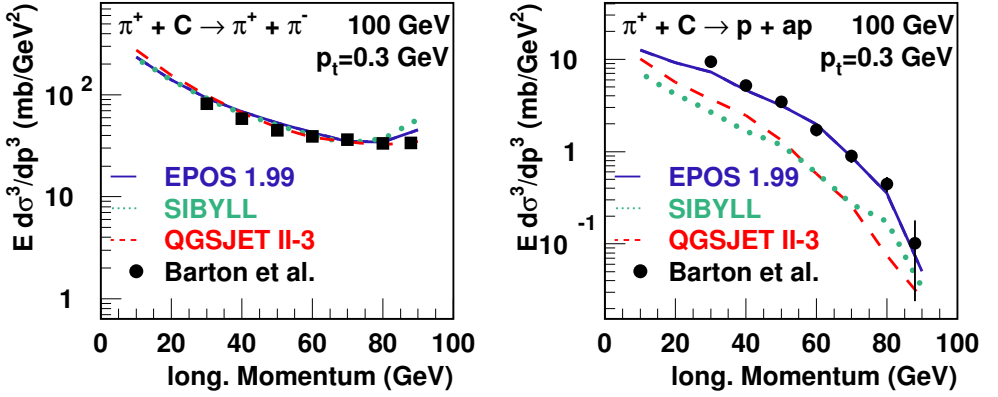 π⁺ + C → π⁺ + π⁻ 100 GeV
pₜ=0.3 GeV
E dσ³/dp³ (mb/GeV²)
10²
10
1
EPOS 1.99
SIBYLL
QGSJET II-3
Barton et al.
0 20 40 60 80 100
long. Momentum (GeV)
π⁺ + C → p + ap 100 GeV
pₜ=0.3 GeV
E dσ³/dp³ (mb/GeV²)
10
1
10⁻¹
EPOS 1.99
SIBYLL
QGSJET II-3
Barton et al.
0 20 40 60 80 100
long. Momentum (GeV)